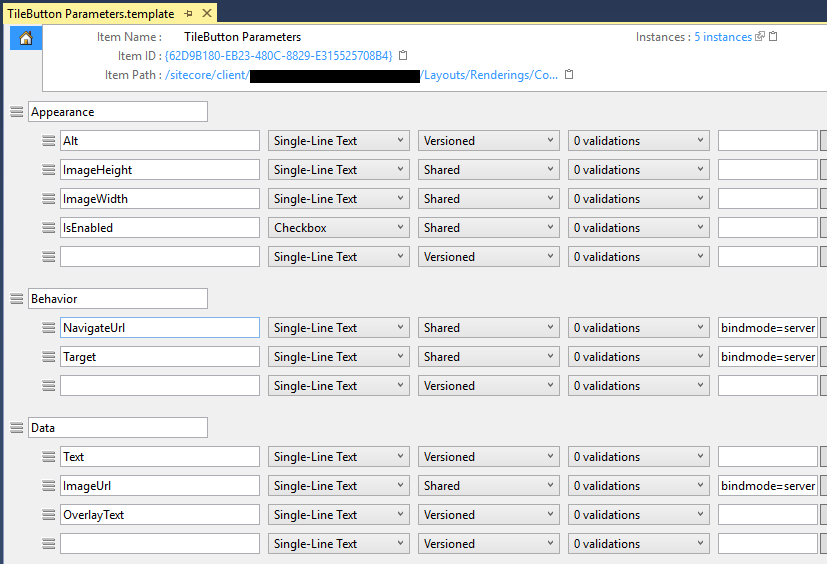 TileButton Parameters.template
Item Name : TileButton Parameters Instances : 5 instances
Item ID : {62D9B180-EB23-480C-8829-E315525708B4}
Item Path : /sitecore/client/ /Layouts/Renderings/Co...
Appearance
Alt Single-Line Text Versioned 0 validations
ImageHeight Single-Line Text Shared 0 validations
ImageWidth Single-Line Text Shared 0 validations
IsEnabled Checkbox Shared 0 validations
Single-Line Text Versioned 0 validations
Behavior
NavigateUrl Single-Line Text Shared 0 validations bindmode=server
Target Single-Line Text Shared 0 validations bindmode=server
Single-Line Text Versioned 0 validations
Data
Text Single-Line Text Versioned 0 validations
ImageUrl Single-Line Text Shared 0 validations bindmode=server
OverlayText Single-Line Text Versioned 0 validations
Single-Line Text Versioned 0 validations